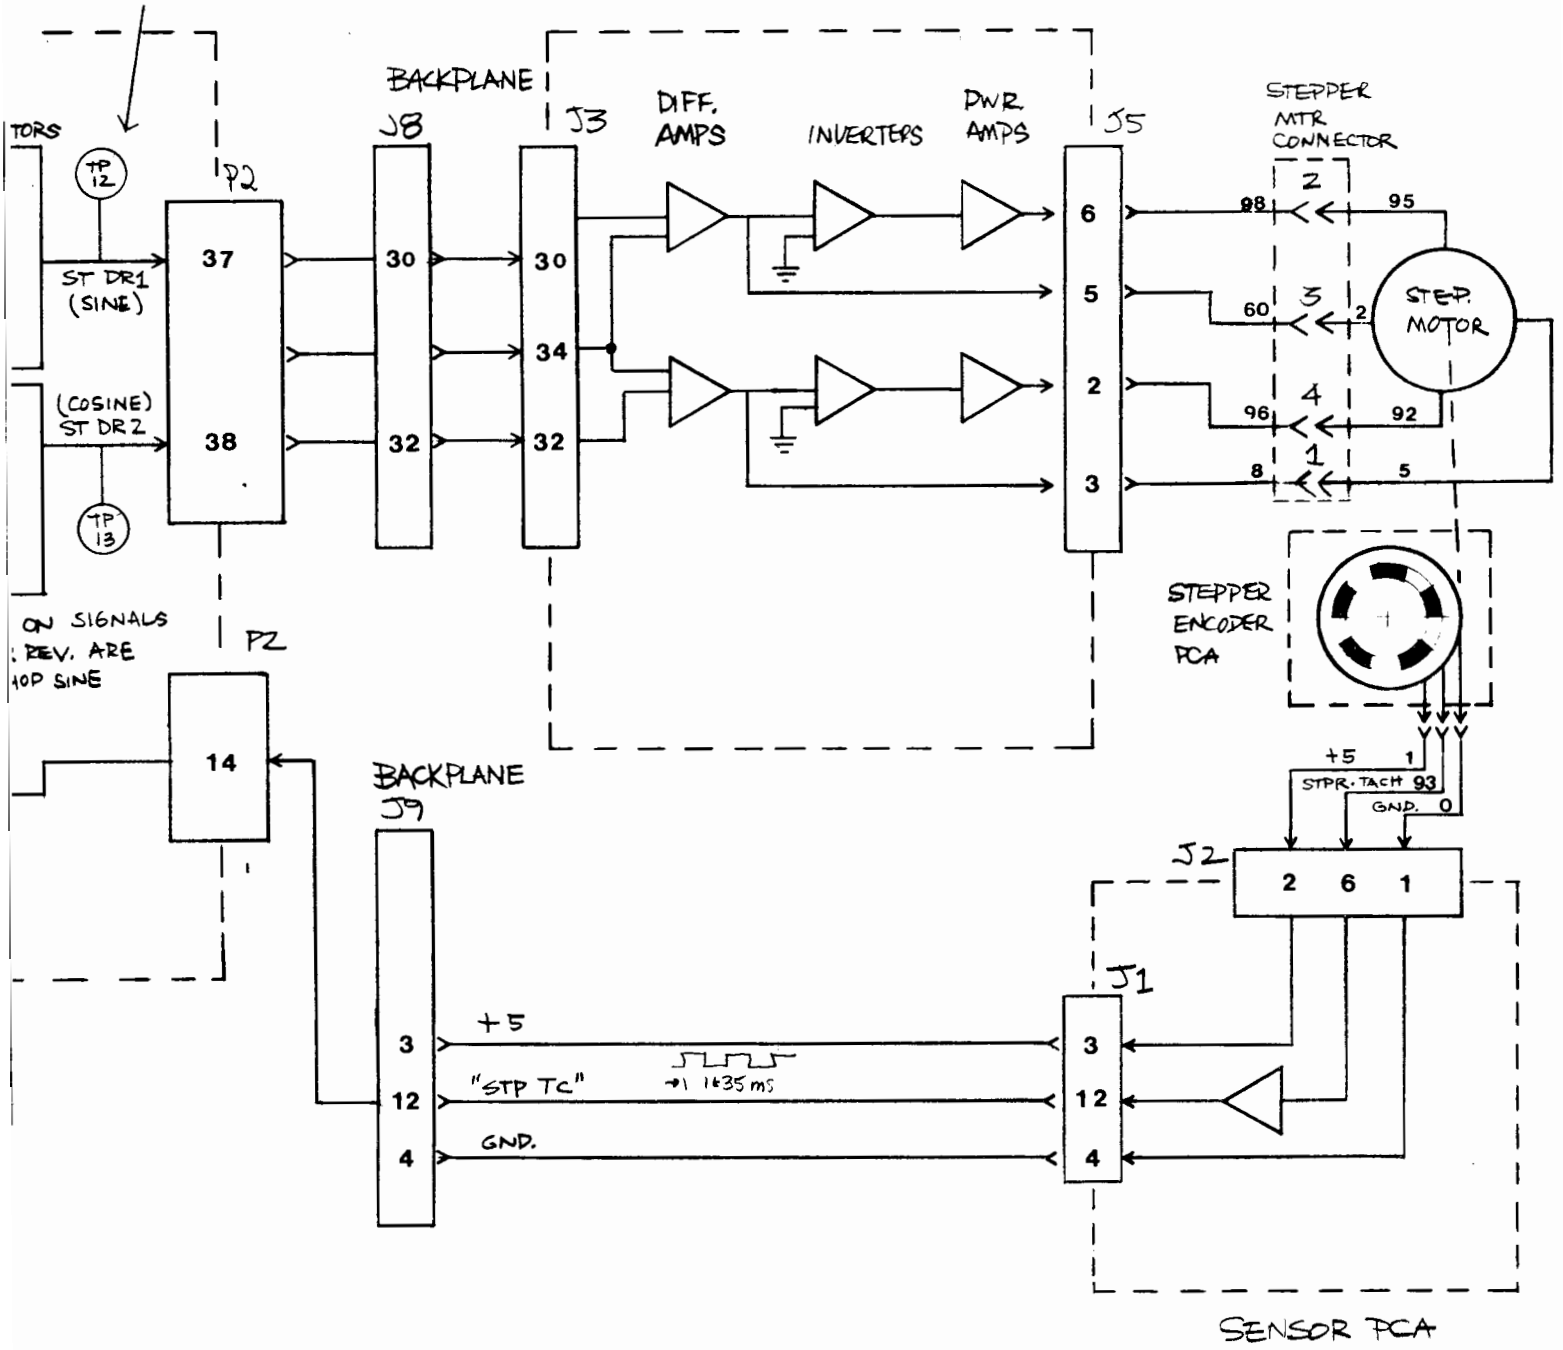 TORS
TP
12
ST DR1
(SINE)
(COSINE)
ST DR2
TP
13
ON SIGNALS
: REV. ARE
HOP SINE
P2
37
38
P2
14
BACKPLANE
J8
30
32
J3
30
34
32
DIFF.
AMPS
INVERTERS
PWR.
AMPS
J5
6
5
2
3
STEPPER
MTR
CONNECTOR
98
2
95
60
3
2
96
4
92
8
1
5
STEP.
MOTOR
STEPPER
ENCODER
PCA
+5 1
STPR. TACH 93
GND. 0
J2
2 6 1
BACKPLANE
J9
3
12
4
+5
"STP TC"
GND.
J1
3
12
4
SENSOR PCA